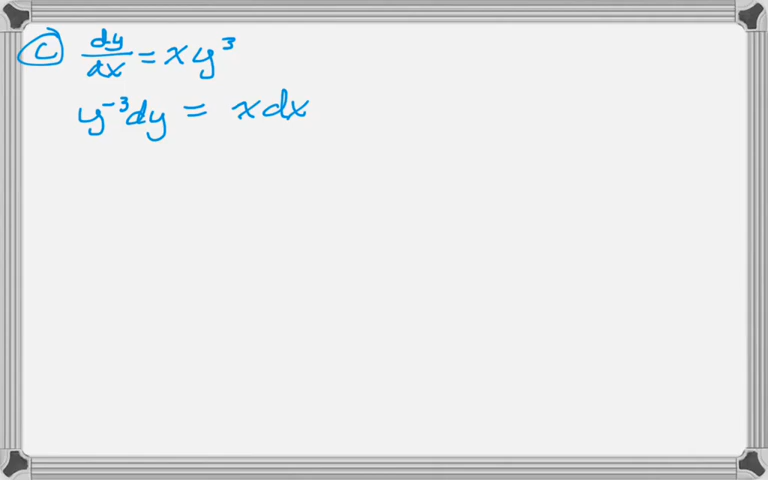 ⓒ dy/dx = xy³
y⁻³dy = xdx